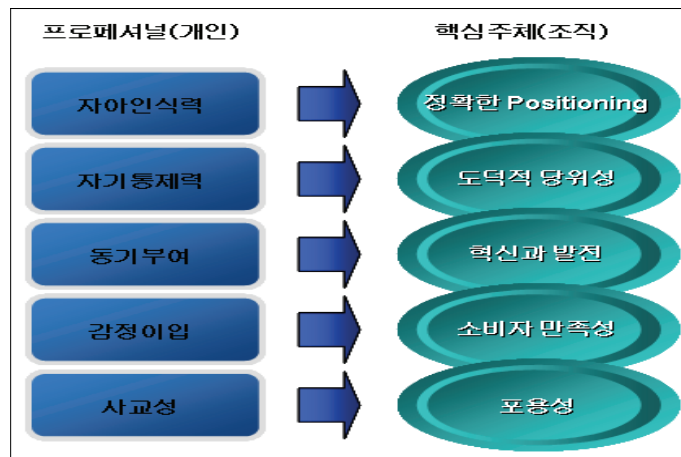 프로페셔널(개인) 핵심주체(조직)
자아인식력 정확한 Positioning
자기통제력 도덕적 당위성
동기부여 혁신과 발전
감정이입 소비자 만족성
사교성 포용성